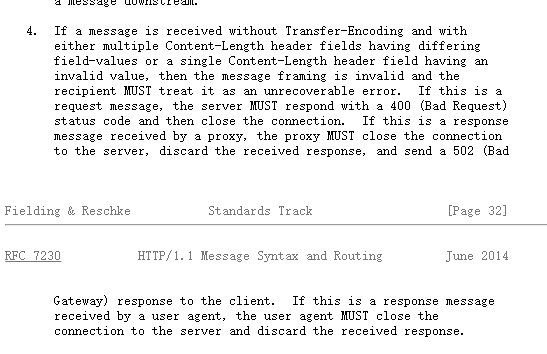 a message downstream.
4. If a message is received without Transfer-Encoding and with
either multiple Content-Length header fields having differing
field-values or a single Content-Length header field having an
invalid value, then the message framing is invalid and the
recipient MUST treat it as an unrecoverable error. If this is a
request message, the server MUST respond with a 400 (Bad Request)
status code and then close the connection. If this is a response
message received by a proxy, the proxy MUST close the connection
to the server, discard the received response, and send a 502 (Bad
Fielding & Reschke Standards Track [Page 32]
RFC 7230 HTTP/1.1 Message Syntax and Routing June 2014
Gateway) response to the client. If this is a response message
received by a user agent, the user agent MUST close the
connection to the server and discard the received response.